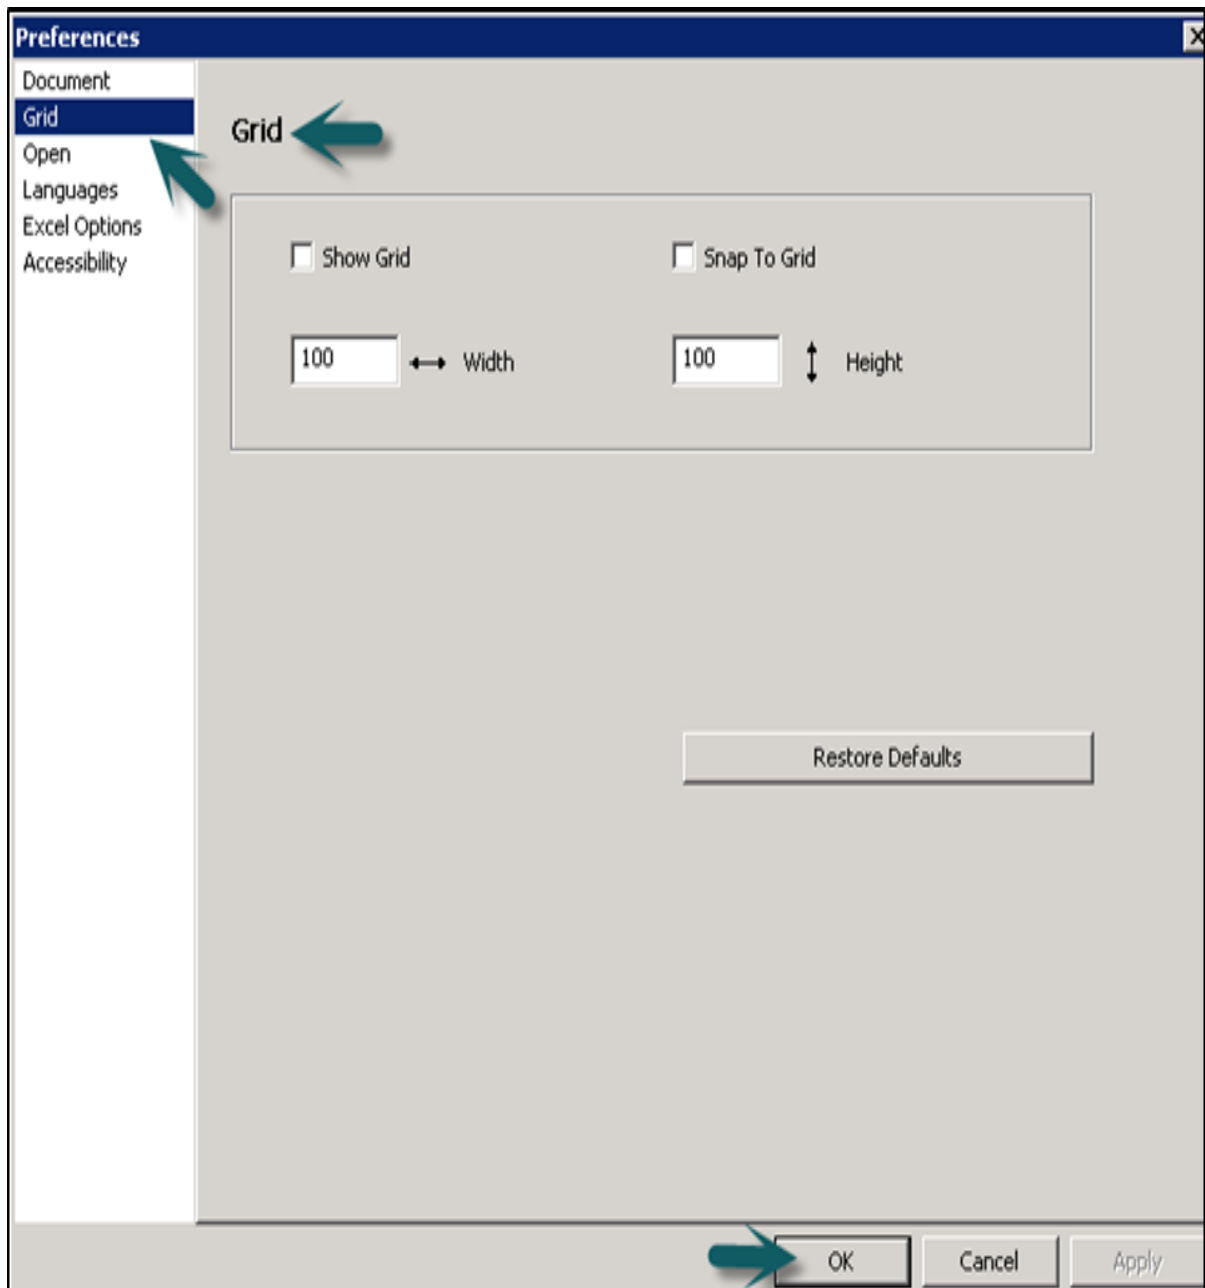 Preferences
Document
Grid
Open
Languages
Excel Options
Accessibility
Grid
Show Grid Snap To Grid
100 Width 100 Height
Restore Defaults
OK Cancel Apply